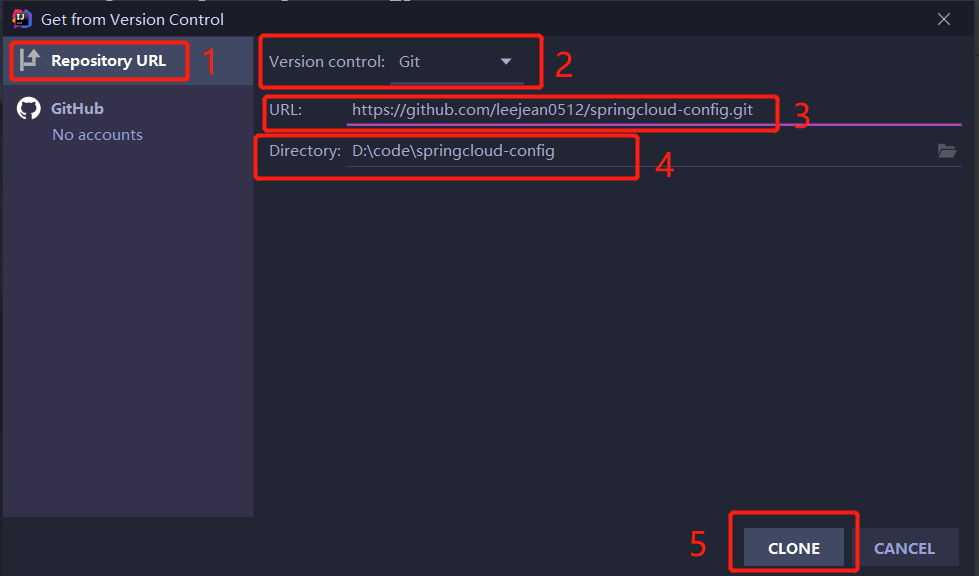 Get from Version Control
Repository URL 1
GitHub
No accounts
Version control: Git 2
URL: https://github.com/leejean0512/springcloud-config.git 3
Directory: D:\code\springcloud-config 4
5 CLONE CANCEL